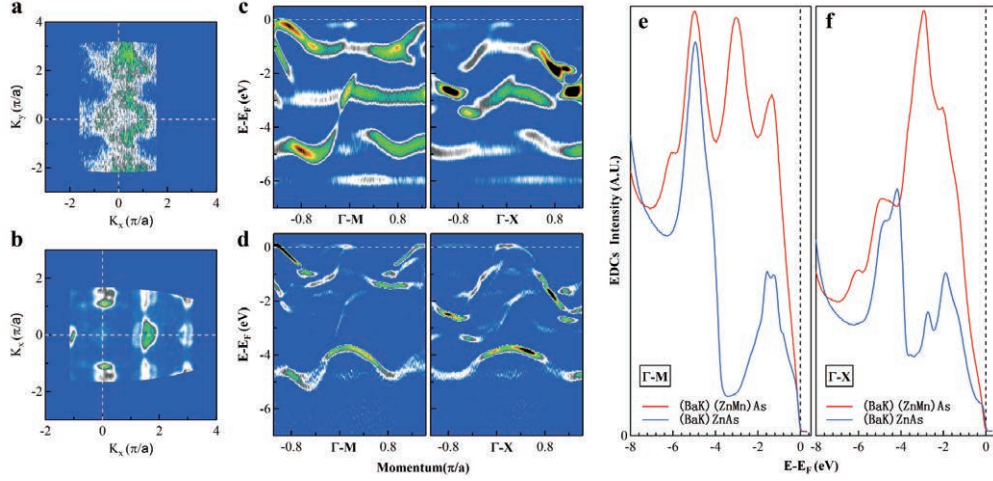 a
4
2
0
-2
K_y (π/a)
-2 0 2 4
K_x (π/a)
b
2
0
-2
K_x (π/a)
-2 0 2 4
K_x (π/a)
c
0
-2
-4
-6
E-E_F (eV)
-0.8 Γ-M 0.8
-0.8 Γ-X 0.8
d
0
-2
-4
-6
E-E_F (eV)
-0.8 Γ-M 0.8
-0.8 Γ-X 0.8
Momentum(π/a)
e
EDCs Intensity (A.U.)
0
Γ-M
(BaK)(ZnMn)As
(BaK)ZnAs
-8 -6 -4 -2 0
f
Γ-X
(BaK)(ZnMn)As
(BaK)ZnAs
-8 -6 -4 -2 0
E-E_F (eV)